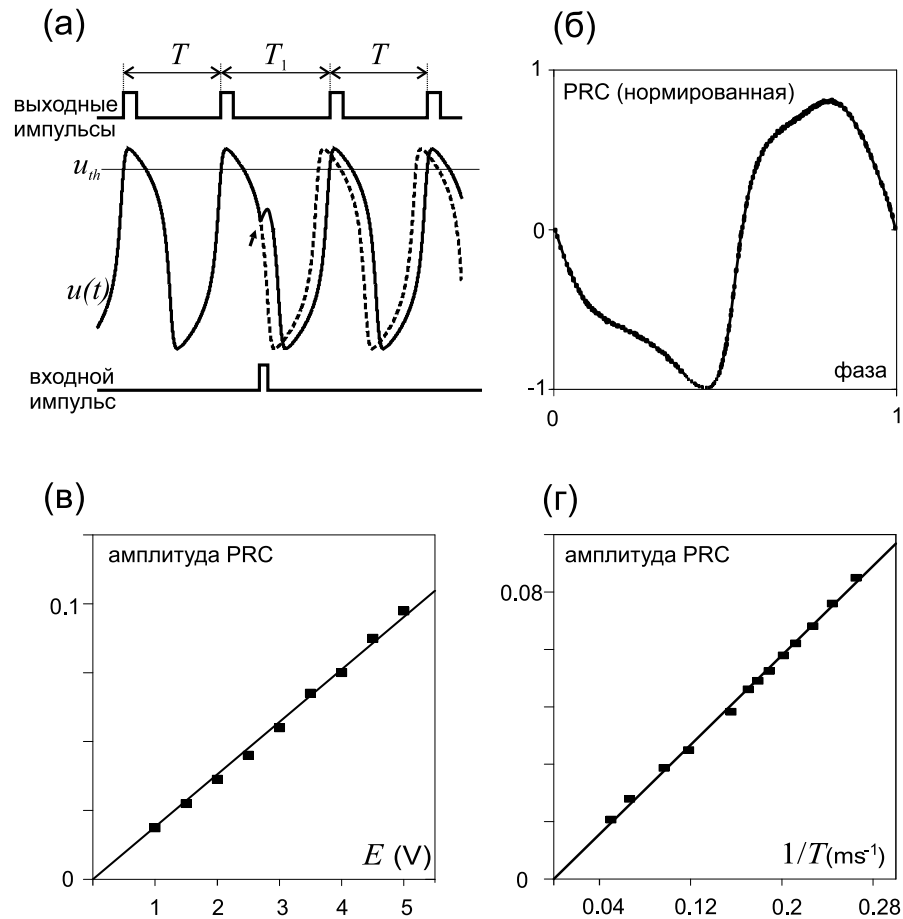 (а)
T T₁ T
выходные
импульсы
u_th
u(t)
входной
импульс
(б)
1
PRC (нормированная)
0
-1
фаза
0 1
(в)
амплитуда PRC
0.1
0
E (V)
1 2 3 4 5
(г)
амплитуда PRC
0.08
0
1/T(ms⁻¹)
0.04 0.12 0.2 0.28